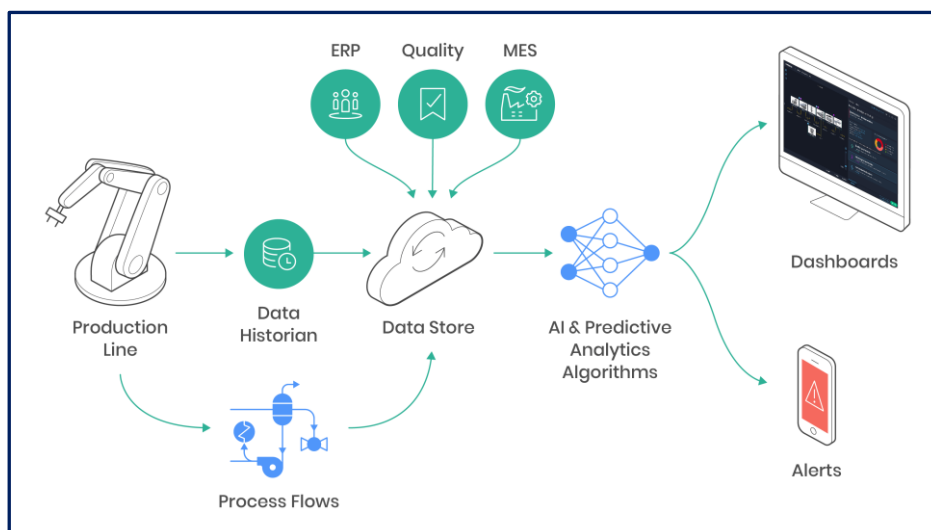 ERP
Quality
MES
Production
Line
Data
Historian
Data Store
AI & Predictive
Analytics
Algorithms
Dashboards
Process Flows
Alerts